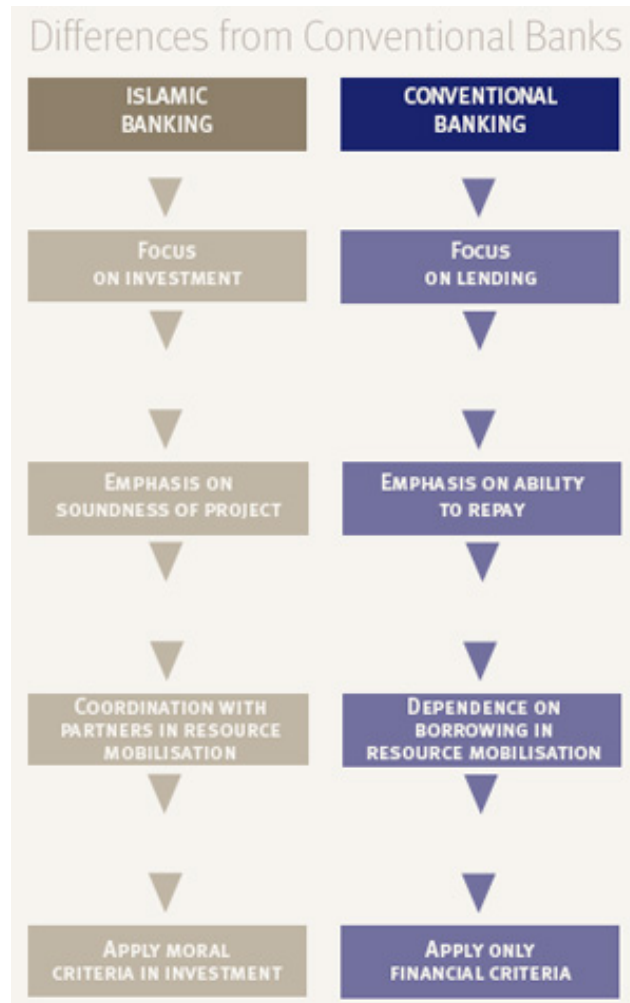 Differences from Conventional Banks
ISLAMIC
BANKING
CONVENTIONAL
BANKING
FOCUS
ON INVESTMENT
FOCUS
ON LENDING
EMPHASIS ON
SOUNDNESS OF PROJECT
EMPHASIS ON ABILITY
TO REPAY
COORDINATION WITH
PARTNERS IN RESOURCE
MOBILISATION
DEPENDENCE ON
BORROWING IN
RESOURCE MOBILISATION
APPLY MORAL
CRITERIA IN INVESTMENT
APPLY ONLY
FINANCIAL CRITERIA